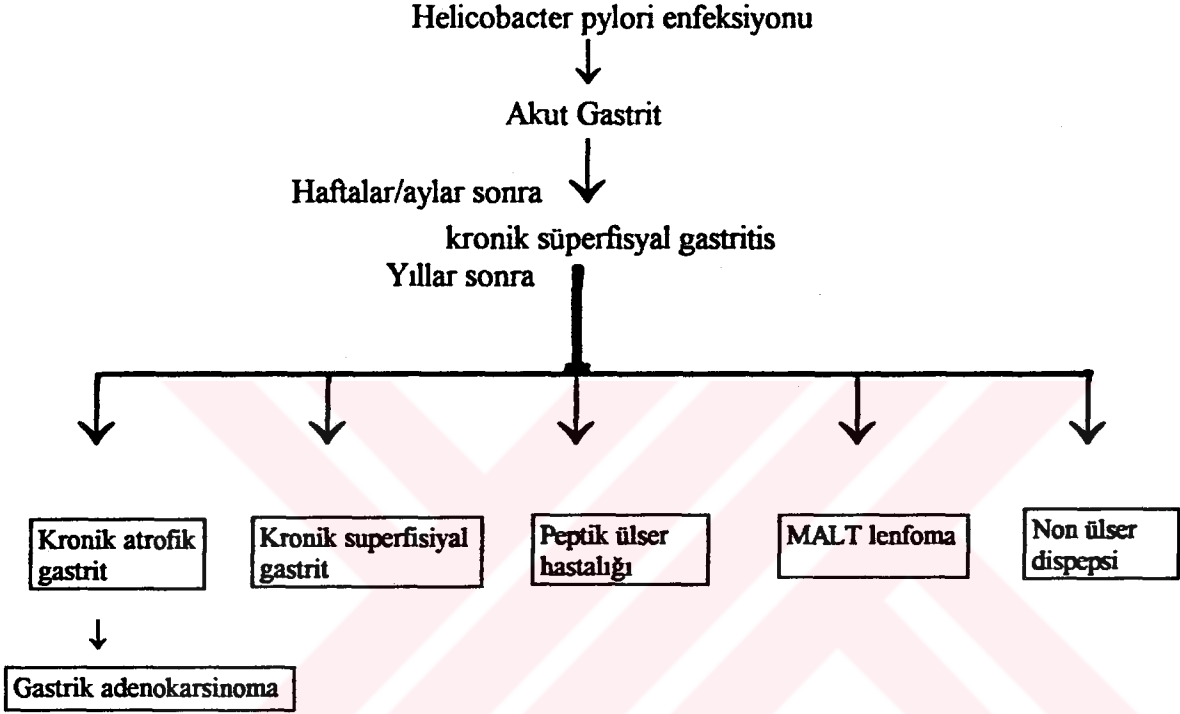 Helicobacter pylori enfeksiyonu
Akut Gastrit
Haftalar/aylar sonra
kronik süperfisyal gastritis
Yıllar sonra
Kronik atrofik
gastrit
Kronik superfisiyal
gastrit
Peptik ülser
hastalığı
MALT lenfoma
Non ülser
dispepsi
Gastrik adenokarsinoma